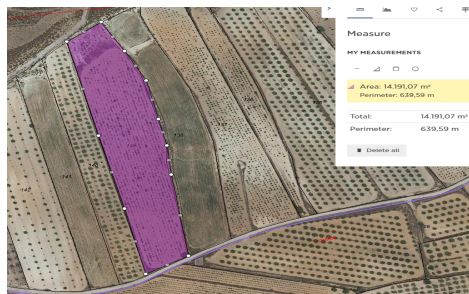 Measure
MY MEASUREMENTS
Area: 14.191,07 m²
Perimeter: 639,59 m
Total: 14.191,07 m²
Perimeter: 639,59 m
Delete all